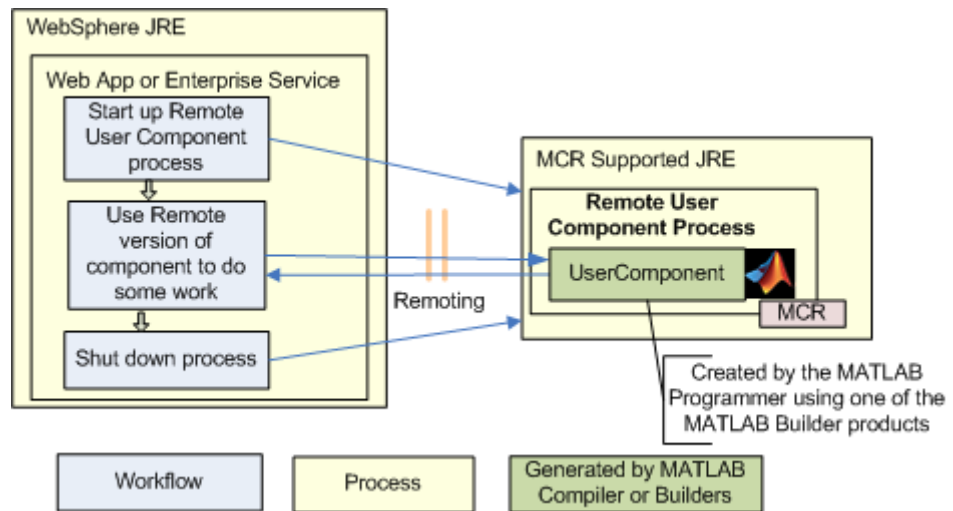 WebSphere JRE
Web App or Enterprise Service
Start up Remote
User Component
process
Use Remote
version of
component to do
some work
Shut down process
Remoting
MCR Supported JRE
Remote User
Component Process
UserComponent
MCR
Created by the MATLAB
Programmer using one of the
MATLAB Builder products
Workflow
Process
Generated by MATLAB
Compiler or Builders